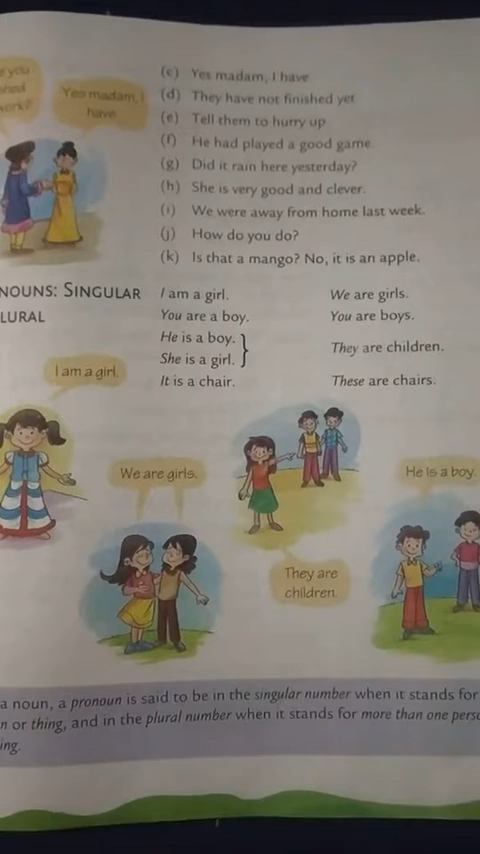 e you
shed
work?
Yes madam, I
have
(c) Yes madam, I have
(d) They have not finished yet
(e) Tell them to hurry up
(f) He had played a good game.
(g) Did it rain here yesterday?
(h) She is very good and clever.
(i) We were away from home last week.
(j) How do you do?
(k) Is that a mango? No, it is an apple.
NOUNS: SINGULAR
LURAL
I am a girl. We are girls.
You are a boy. You are boys.
He is a boy. }
She is a girl. } They are children.
It is a chair. These are chairs.
I am a girl.
We are girls.
He is a boy.
They are
children.
a noun, a pronoun is said to be in the singular number when it stands for
n or thing, and in the plural number when it stands for more than one perso
ing.